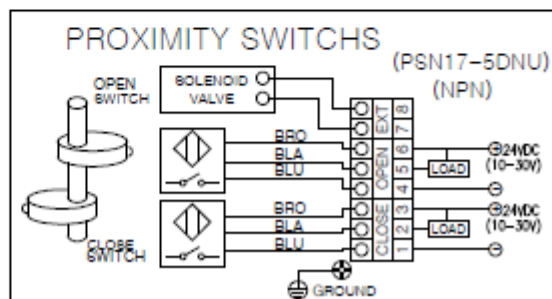 PROXIMITY SWITCHS
(PSN17-5DNU)
(NPN)
OPEN
SWITCH
SOLENOID
VALVE
EXT
8
7
BRO
BLA
BLU
OPEN
6
5
4
24VDC
(10-30V)
LOAD
BRO
BLA
BLU
CLOSE
3
2
1
24VDC
(10-30V)
LOAD
CLOSE
SWITCH
GROUND